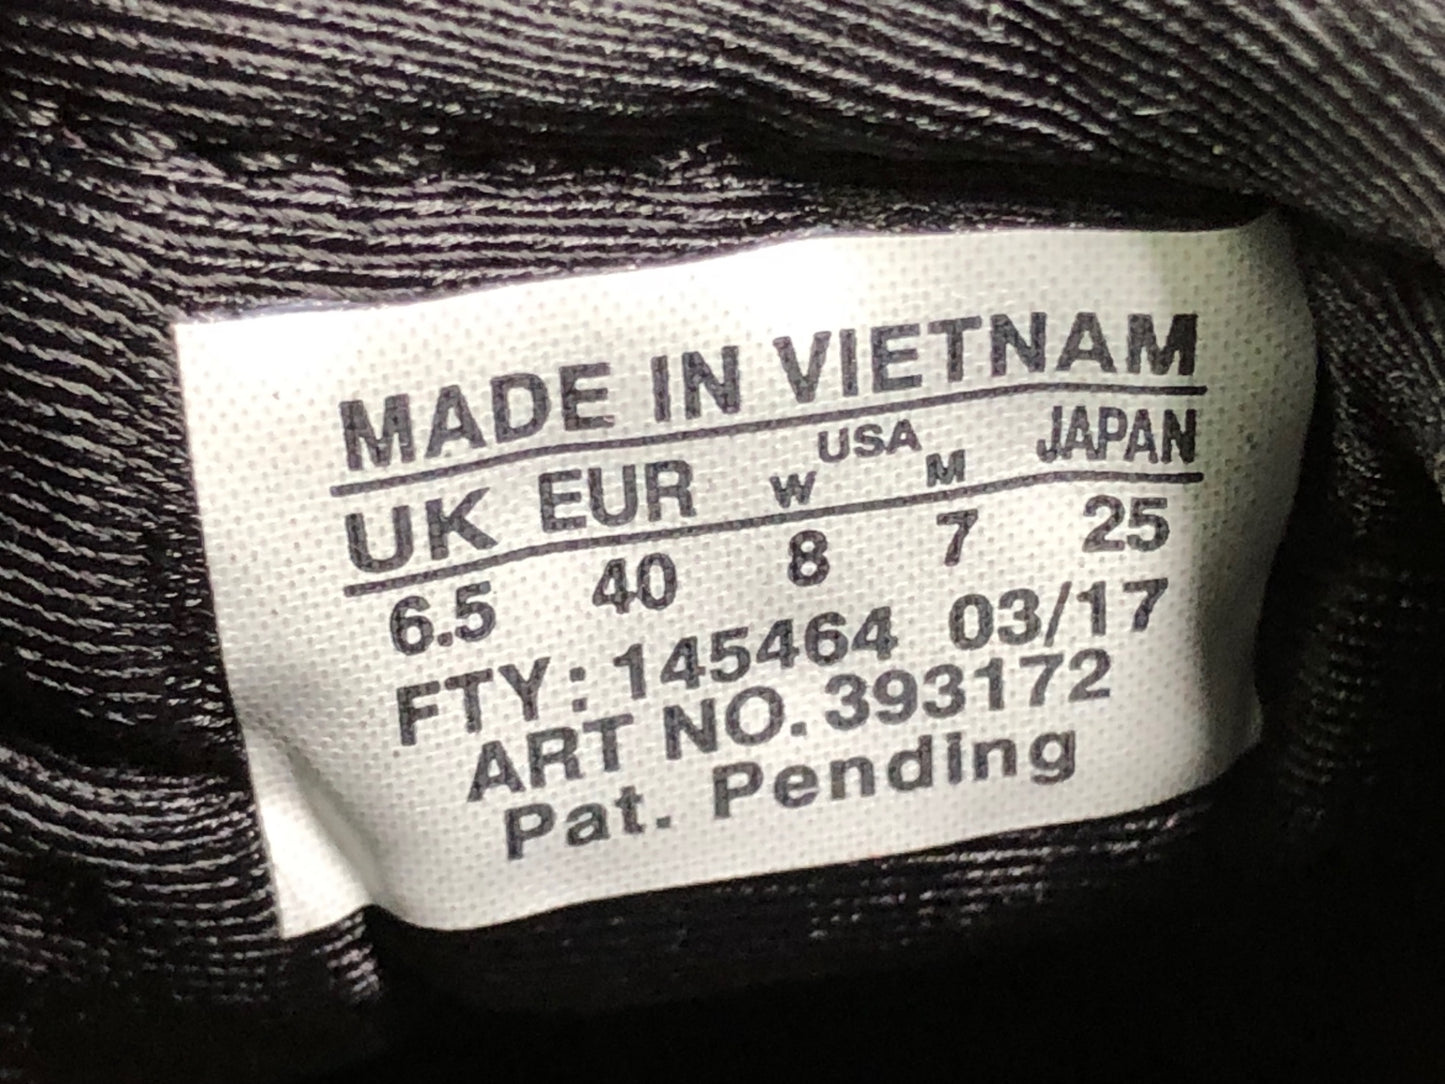 MADE IN VIETNAM
UK EUR W USA M JAPAN
6.5 40 8 7 25
FTY: 145464 03/17
ART NO. 393172
Pat. Pending